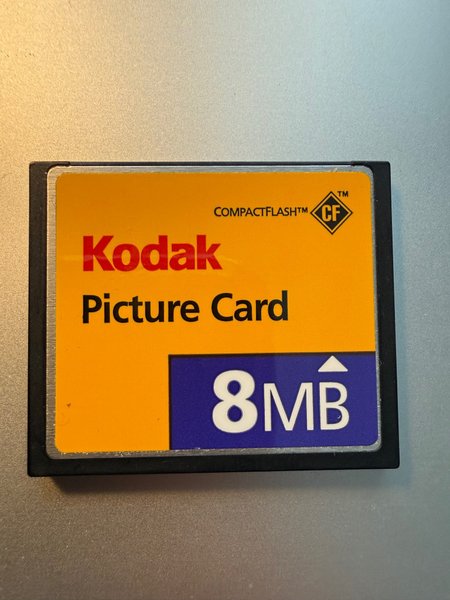 COMPACTFLASH™ CF™
Kodak
Picture Card
8MB